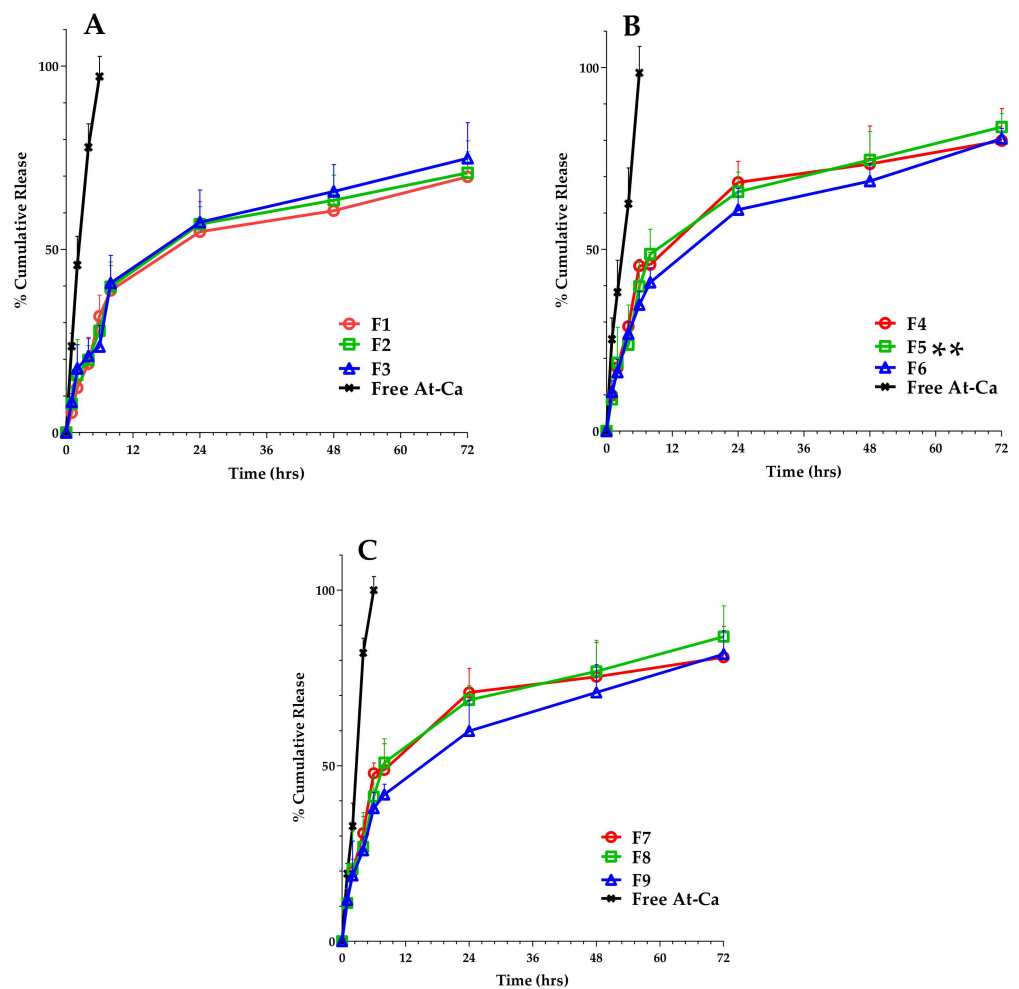 A
% Cumulative Rlease
100
50
0
F1
F2
F3
Free At-Ca
0 12 24 36 48 60 72
Time (hrs)
B
% Cumulative Rlease
100
50
0
F4
F5 **
F6
Free At-Ca
0 12 24 36 48 60 72
Time (hrs)
C
% Cumulative Rlease
100
50
0
F7
F8
F9
Free At-Ca
0 12 24 36 48 60 72
Time (hrs)